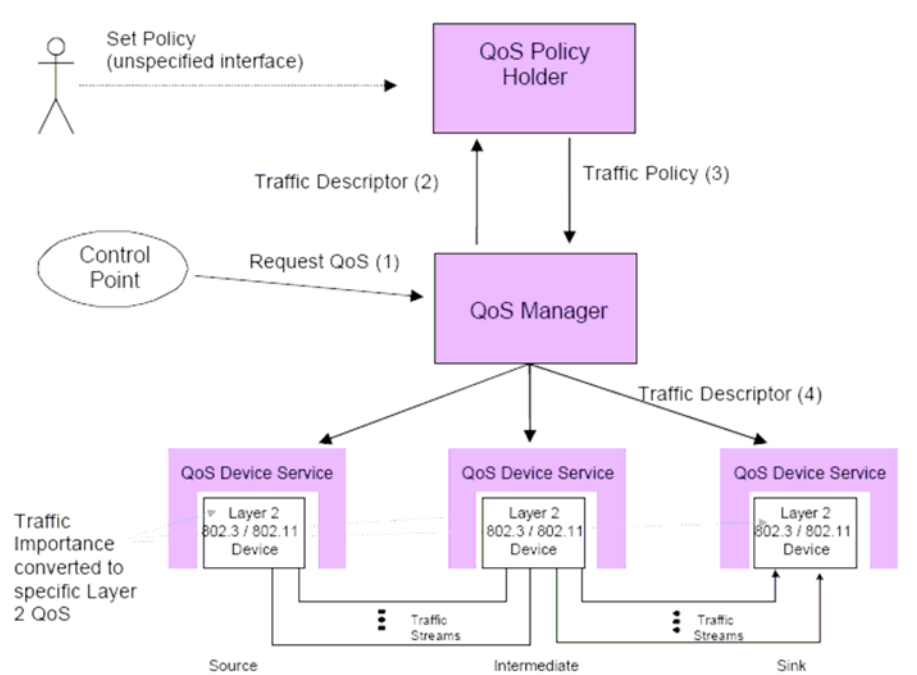 Set Policy
(unspecified interface)
QoS Policy
Holder
Traffic Descriptor (2)
Traffic Policy (3)
Control
Point
Request QoS (1)
QoS Manager
Traffic Descriptor (4)
QoS Device Service
QoS Device Service
QoS Device Service
Layer 2
802.3 / 802.11
Device
Layer 2
802.3 / 802.11
Device
Layer 2
802.3 / 802.11
Device
Traffic
Importance
converted to
specific Layer
2 QoS
Traffic
Streams
Traffic
Streams
Source
Intermediate
Sink